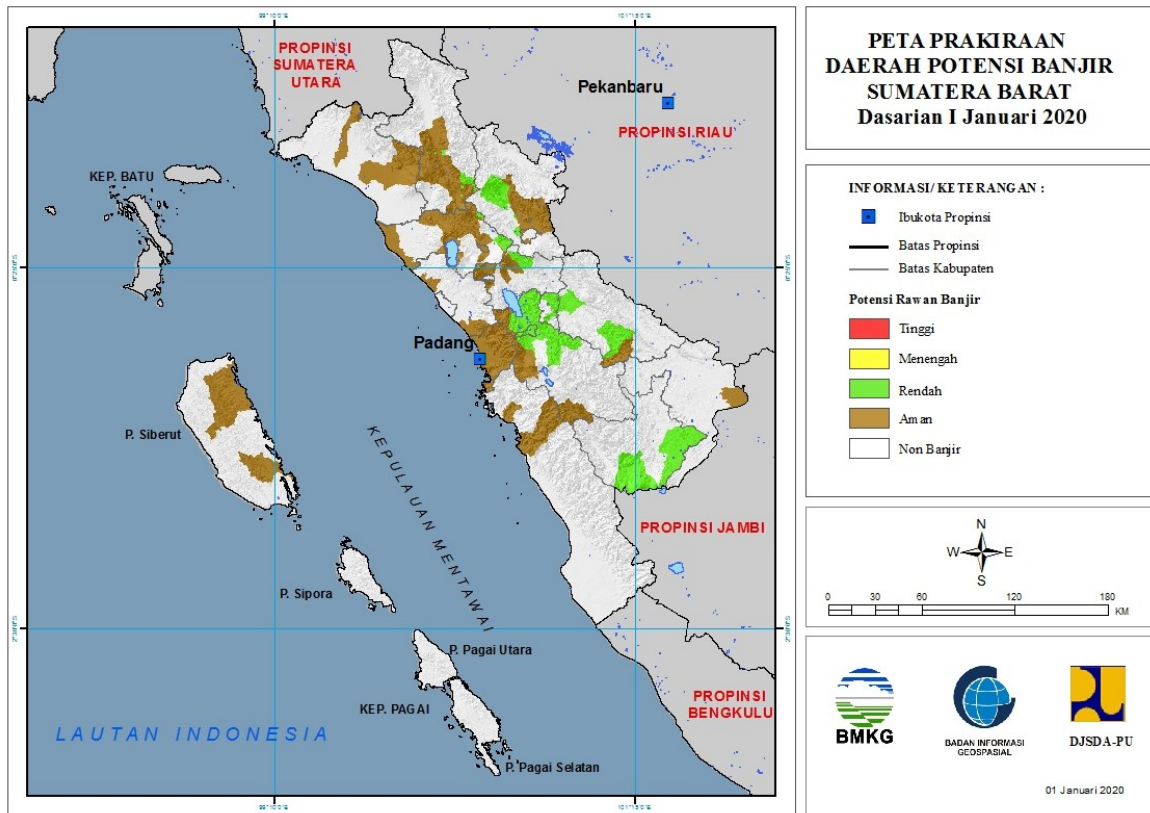 PETA PRAKIRAAN
DAERAH POTENSI BANJIR
SUMATERA BARAT
Dasarian I Januari 2020
INFORMASI/ KETERANGAN :
Ibukota Propinsi
Batas Propinsi
Batas Kabupaten
Potensi Rawan Banjir
Tinggi
Menengah
Rendah
Aman
Non Banjir
N
W
E
S
0
30
60
120
180
KM
BMKG
BADAN INFORMASI
GEOSPASIAL
DJSDA-PU
01 Januari 2020
PROPINSI
SUMATERA
UTARA
Pekanbaru
PROPINSI RIAU
KEP. BATU
Padang
P. Siberut
KEPULAUAN MENTAWAI
PROPINSI JAMBI
P. Sipora
P. Pagai Utara
KEP. PAGAI
PROPINSI
BENGKULU
LAUTAN INDONESIA
P. Pagai Selatan